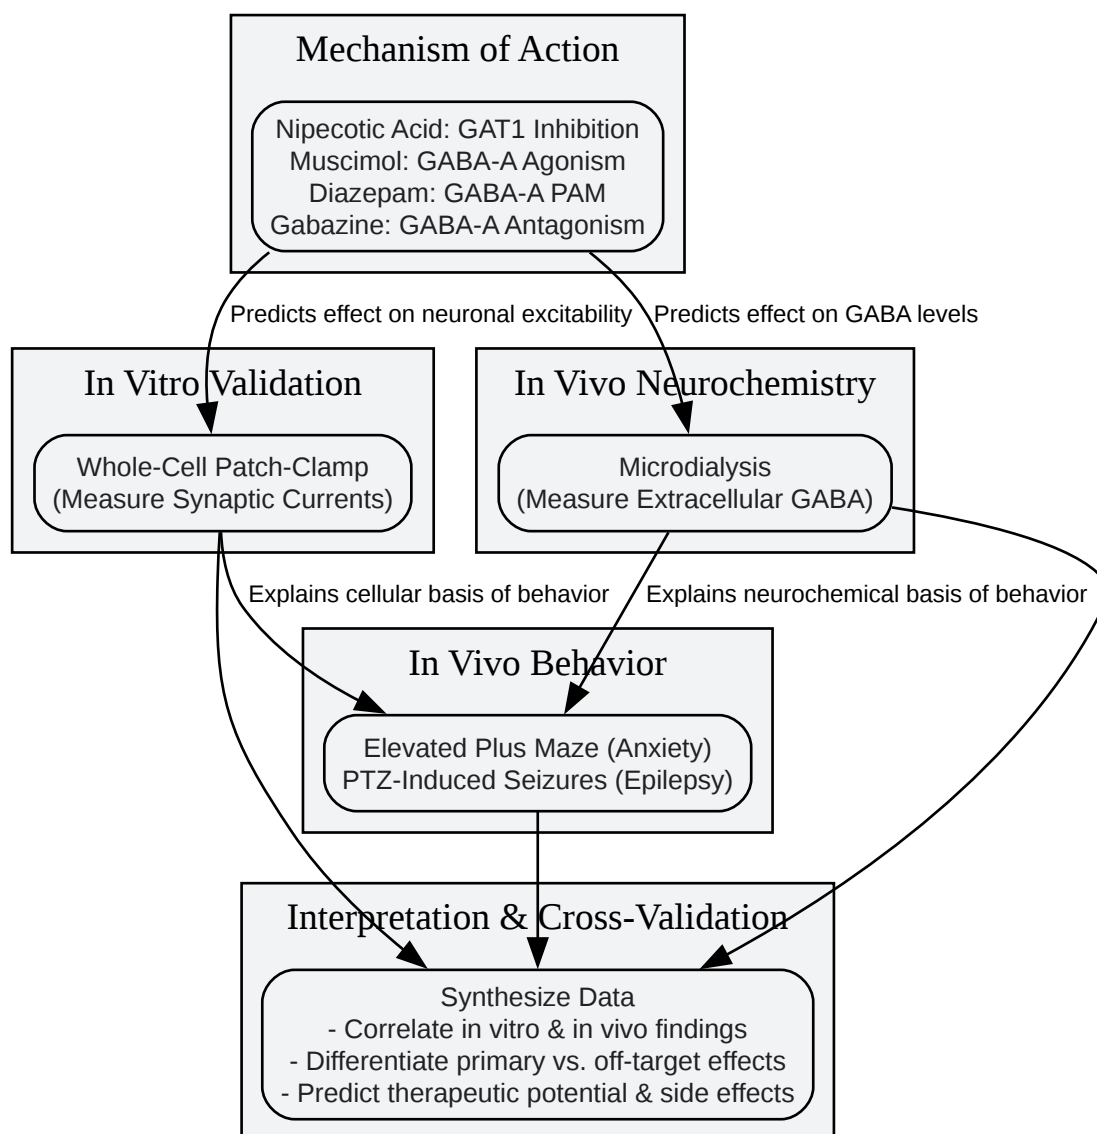 Mechanism of Action
Nipecotic Acid: GAT1 Inhibition
Muscimol: GABA-A Agonism
Diazepam: GABA-A PAM
Gabazine: GABA-A Antagonism
Predicts effect on neuronal excitability
Predicts effect on GABA levels
In Vitro Validation
Whole-Cell Patch-Clamp
(Measure Synaptic Currents)
In Vivo Neurochemistry
Microdialysis
(Measure Extracellular GABA)
Explains cellular basis of behavior
Explains neurochemical basis of behavior
In Vivo Behavior
Elevated Plus Maze (Anxiety)
PTZ-Induced Seizures (Epilepsy)
Interpretation & Cross-Validation
Synthesize Data
- Correlate in vitro & in vivo findings
- Differentiate primary vs. off-target effects
- Predict therapeutic potential & side effects